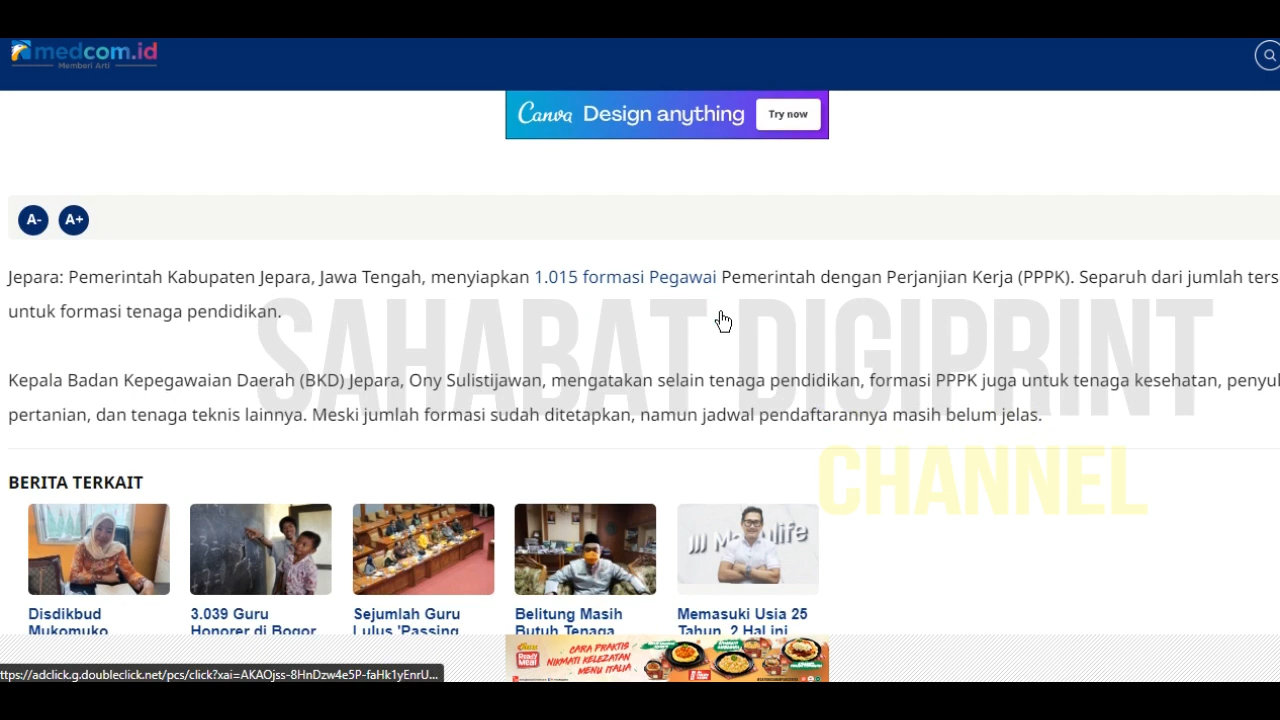 medcom.id
Memberi Arti
Canva Design anything Try now
A- A+
Jepara: Pemerintah Kabupaten Jepara, Jawa Tengah, menyiapkan 1.015 formasi Pegawai Pemerintah dengan Perjanjian Kerja (PPPK). Separuh dari jumlah ters
untuk formasi tenaga pendidikan.
SAHABAT DIGIPRINT
Kepala Badan Kepegawaian Daerah (BKD) Jepara, Ony Sulistijawan, mengatakan selain tenaga pendidikan, formasi PPPK juga untuk tenaga kesehatan, penyul
pertanian, dan tenaga teknis lainnya. Meski jumlah formasi sudah ditetapkan, namun jadwal pendaftarannya masih belum jelas.
CHANNEL
BERITA TERKAIT
Disdikbud
Mukomuko
3.039 Guru
Honorer di Bogor
Sejumlah Guru
Lulus 'Passing
Belitung Masih
Butuh Tenaga
Memasuki Usia 25
Tahun, 2 Hal ini
CARA PRAKTIS
NIKMATI KELEZATAN
MENU ITALIA
ttps://adclick.g.doubleclick.net/pcs/click?xai=AKAOjss-8HnDzw4e5P-faHk1yEnrU...